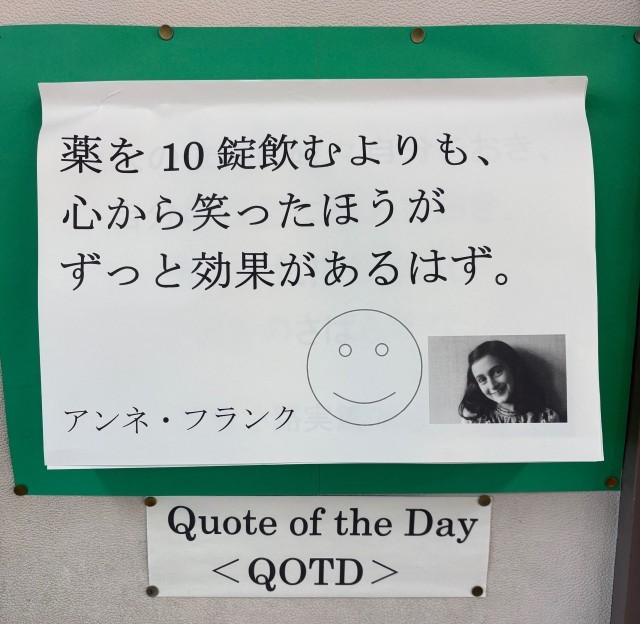 薬を 10 錠飲むよりも、
心から笑ったほうが
ずっと効果があるはず。
アンネ・フランク
Quote of the Day
＜QOTD＞